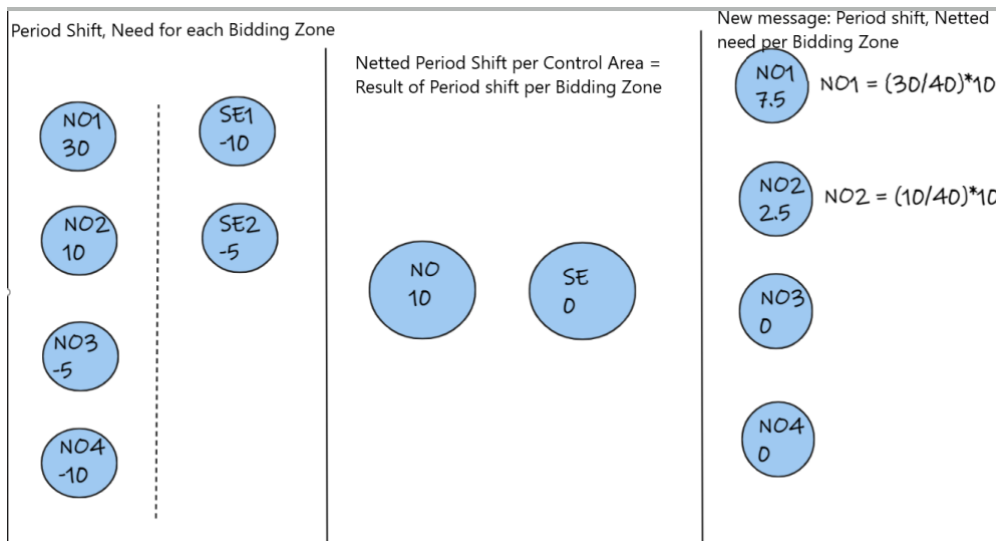 Period Shift, Need for each Bidding Zone
NO1
30
NO2
10
NO3
-5
NO4
-10
SE1
-10
SE2
-5
Netted Period Shift per Control Area =
Result of Period shift per Bidding Zone
NO
10
SE
0
New message: Period shift, Netted
need per Bidding Zone
NO1
7.5
NO1 = (30/40)*10
NO2
2.5
NO2 = (10/40)*10
NO3
0
NO4
0